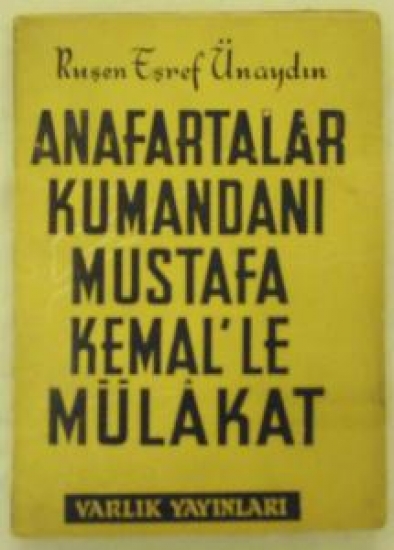 Ruşen Eşref Ünaydın
ANAFARTALAR
KUMANDANI
MUSTAFA
KEMAL'LE
MÜLÂKAT
VARLIK YAYINLARI